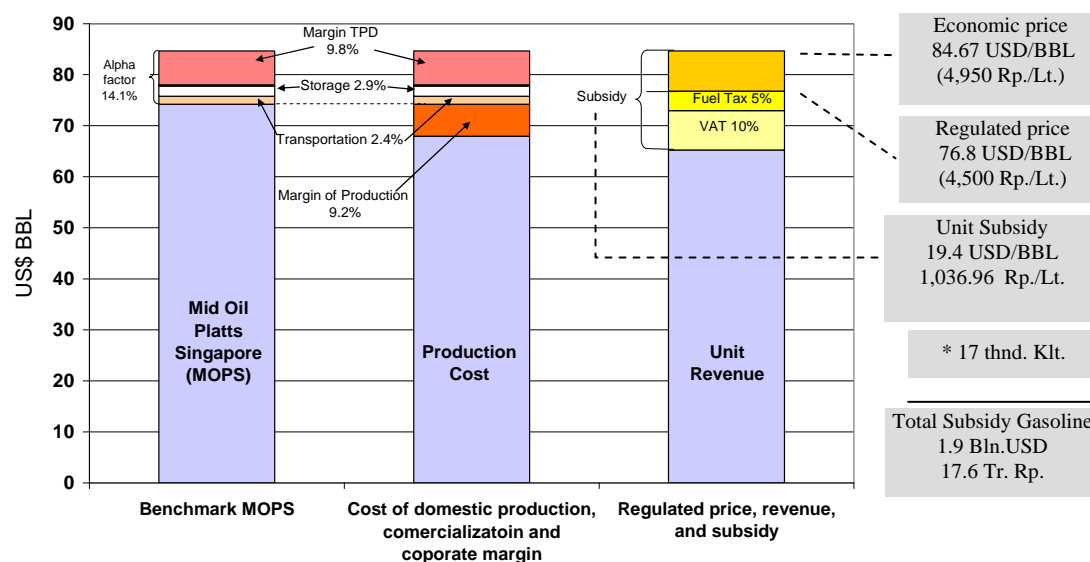 90
80
70
60
50
40
30
20
10
0
US$ BBL
Margin TPD
9.8%
Alpha
factor
14.1%
Storage 2.9%
Transportation 2.4%
Margin of Production
9.2%
Mid Oil
Platts
Singapore
(MOPS)
Production
Cost
Subsidy
Fuel Tax 5%
VAT 10%
Unit
Revenue
Benchmark MOPS
Cost of domestic production,
comercializatoin and
coporate margin
Regulated price, revenue,
and subsidy
Economic price
84.67 USD/BBL
(4,950 Rp./Lt.)
Regulated price
76.8 USD/BBL
(4,500 Rp./Lt.)
Unit Subsidy
19.4 USD/BBL
1,036.96 Rp./Lt.
* 17 thnd. Klt.
Total Subsidy Gasoline
1.9 Bln.USD
17.6 Tr. Rp.